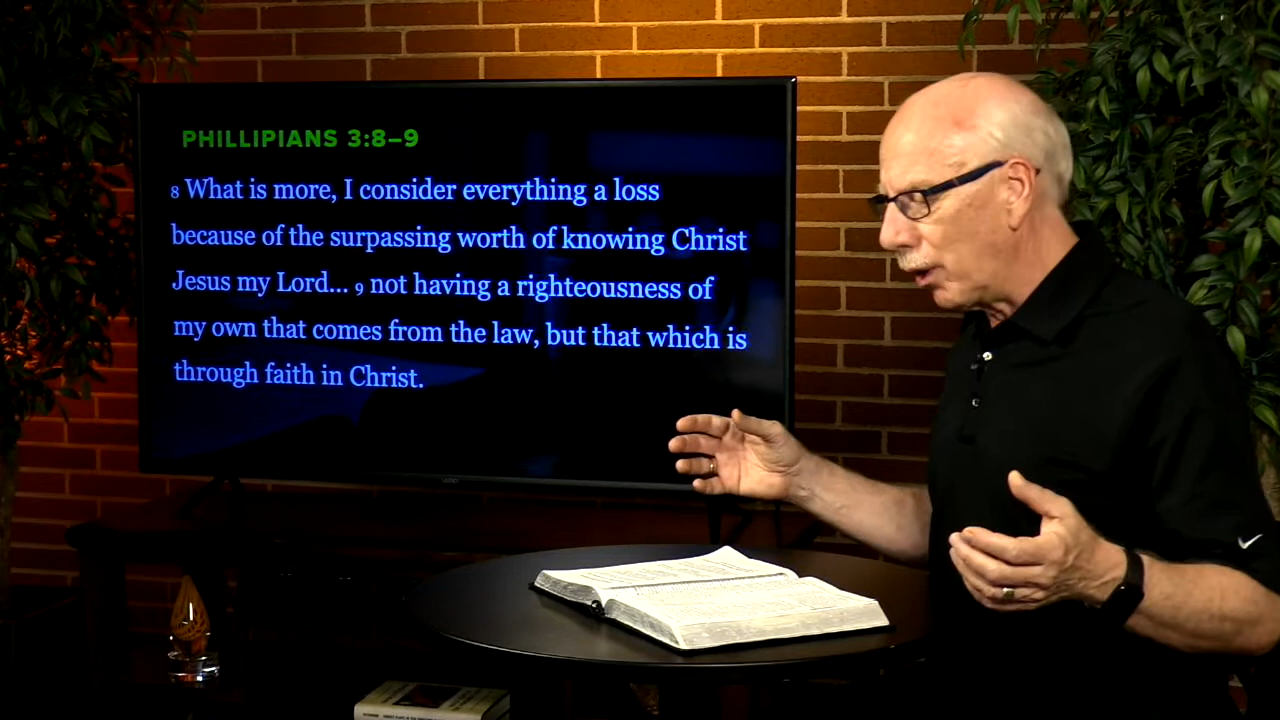 PHILLIPIANS 3:8–9
8 What is more, I consider everything a loss
because of the surpassing worth of knowing Christ
Jesus my Lord... 9 not having a righteousness of
my own that comes from the law, but that which is
through faith in Christ.